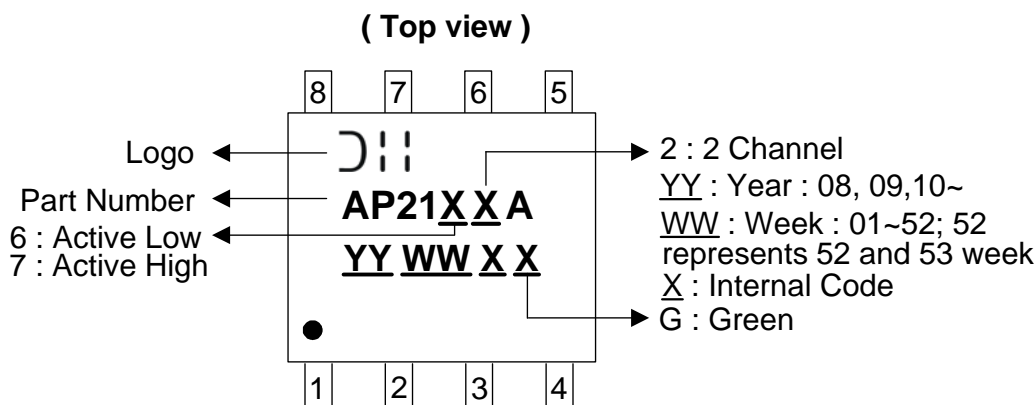 ( Top view )
8 7 6 5
Logo
Part Number
6 : Active Low
7 : Active High
AP21XXA
YY WW X X
2 : 2 Channel
YY : Year : 08, 09,10~
WW : Week : 01~52; 52
represents 52 and 53 week
X : Internal Code
G : Green
1 2 3 4